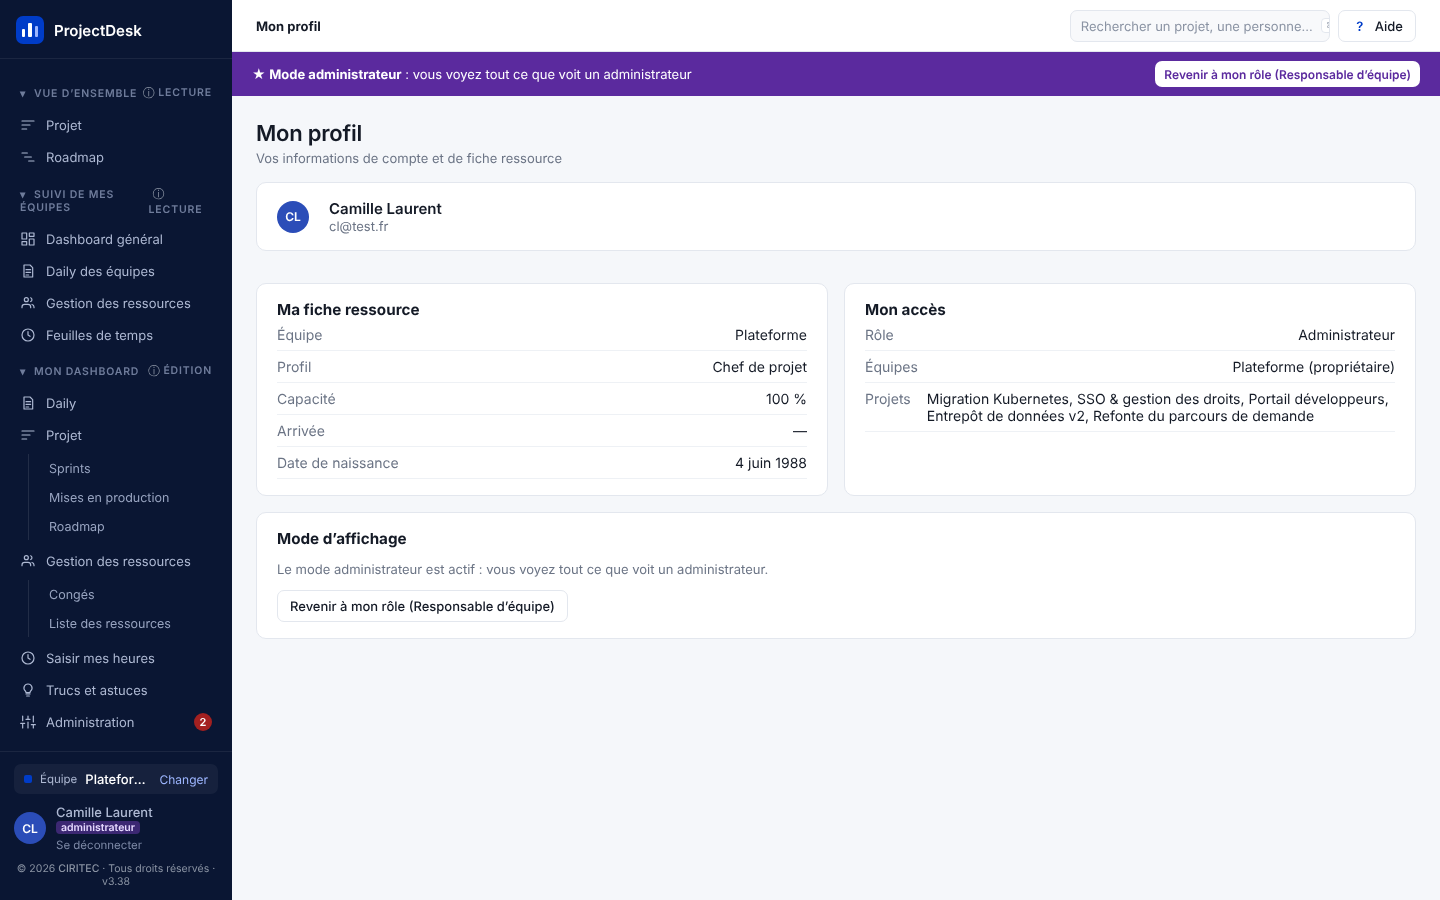 ProjectDesk
Mon profil
Rechercher un projet, une personne...
? Aide
★ Mode administrateur : vous voyez tout ce que voit un administrateur
Revenir à mon rôle (Responsable d’équipe)
▾ VUE D’ENSEMBLE ⓘ LECTURE
Projet
Roadmap
▾ SUIVI DE MES ÉQUIPES
ⓘ LECTURE
Dashboard général
Daily des équipes
Gestion des ressources
Feuilles de temps
▾ MON DASHBOARD ⓘ ÉDITION
Daily
Projet
Sprints
Mises en production
Roadmap
Gestion des ressources
Congés
Liste des ressources
Saisir mes heures
Trucs et astuces
Administration 2
Équipe Platefor... Changer
CL
Camille Laurent
administrateur
Se déconnecter
© 2026 CIRITEC · Tous droits réservés ·
v3.38
Mon profil
Vos informations de compte et de fiche ressource
CL
Camille Laurent
cl@test.fr
Ma fiche ressource
Équipe Plateforme
Profil Chef de projet
Capacité 100 %
Arrivée —
Date de naissance 4 juin 1988
Mon accès
Rôle Administrateur
Équipes Plateforme (propriétaire)
Projets Migration Kubernetes, SSO & gestion des droits, Portail développeurs,
Entrepôt de données v2, Refonte du parcours de demande
Mode d’affichage
Le mode administrateur est actif : vous voyez tout ce que voit un administrateur.
Revenir à mon rôle (Responsable d’équipe)